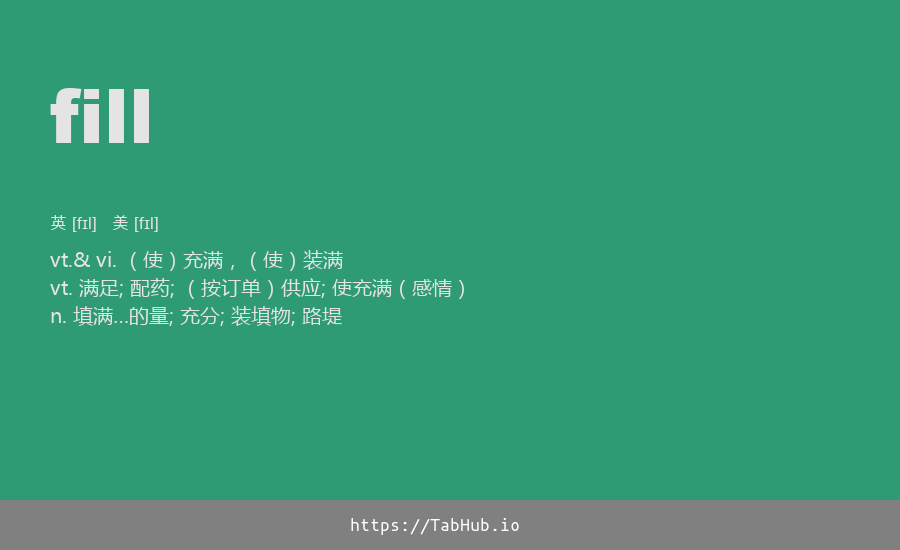 fill
英 [fɪl] 美 [fɪl]
vt.& vi. （使）充满，（使）装满
vt. 满足; 配药; （按订单）供应; 使充满（感情）
n. 填满…的量; 充分; 装填物; 路堤
https://TabHub.io